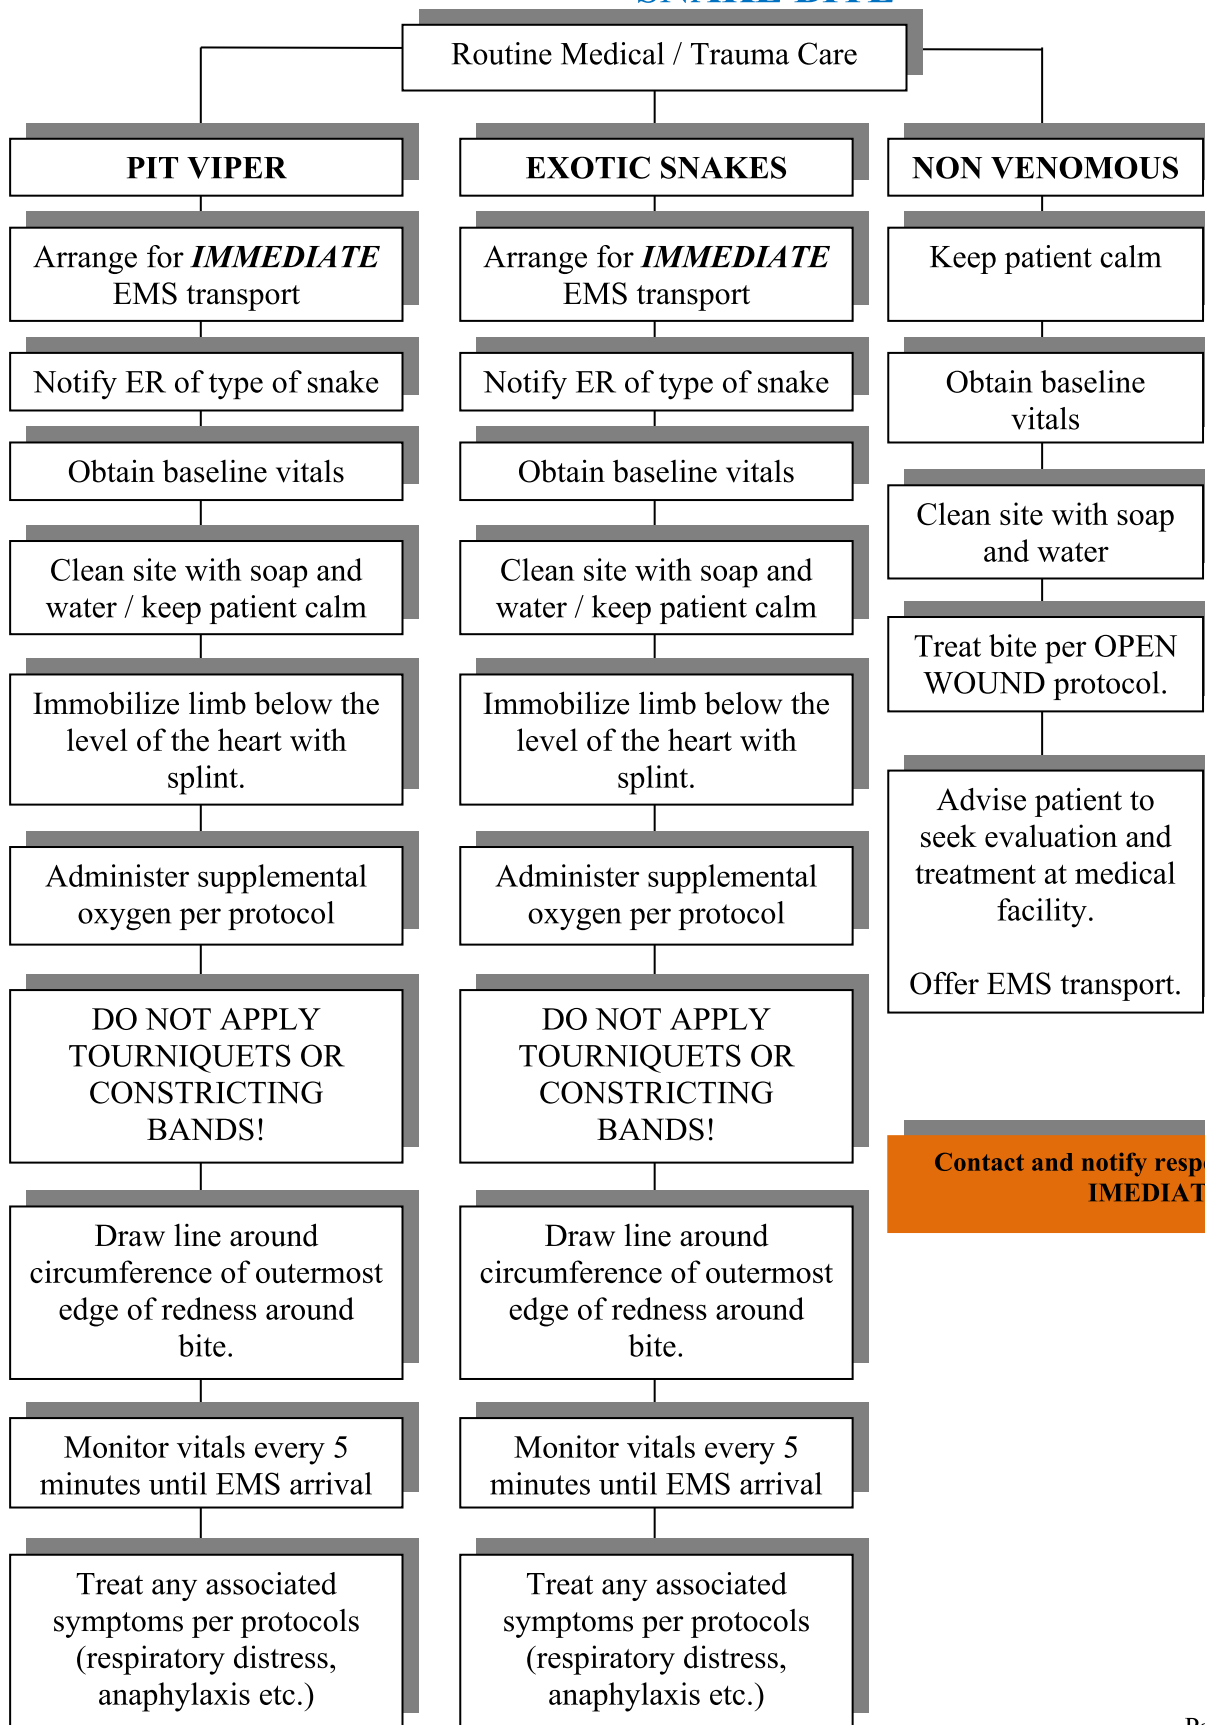 SNAKE BITE
Routine Medical / Trauma Care
PIT VIPER
Arrange for IMMEDIATE
EMS transport
Notify ER of type of snake
Obtain baseline vitals
Clean site with soap and
water / keep patient calm
Immobilize limb below the
level of the heart with
splint.
Administer supplemental
oxygen per protocol
DO NOT APPLY
TOURNIQUETS OR
CONSTRICTING
BANDS!
Draw line around
circumference of outermost
edge of redness around
bite.
Monitor vitals every 5
minutes until EMS arrival
Treat any associated
symptoms per protocols
(respiratory distress,
anaphylaxis etc.)
EXOTIC SNAKES
Arrange for IMMEDIATE
EMS transport
Notify ER of type of snake
Obtain baseline vitals
Clean site with soap and
water / keep patient calm
Immobilize limb below the
level of the heart with
splint.
Administer supplemental
oxygen per protocol
DO NOT APPLY
TOURNIQUETS OR
CONSTRICTING
BANDS!
Draw line around
circumference of outermost
edge of redness around
bite.
Monitor vitals every 5
minutes until EMS arrival
Treat any associated
symptoms per protocols
(respiratory distress,
anaphylaxis etc.)
NON VENOMOUS
Keep patient calm
Obtain baseline
vitals
Clean site with soap
and water
Treat bite per OPEN
WOUND protocol.
Advise patient to
seek evaluation and
treatment at medical
facility.
Offer EMS transport.
Contact and notify resp
IMEDIAT